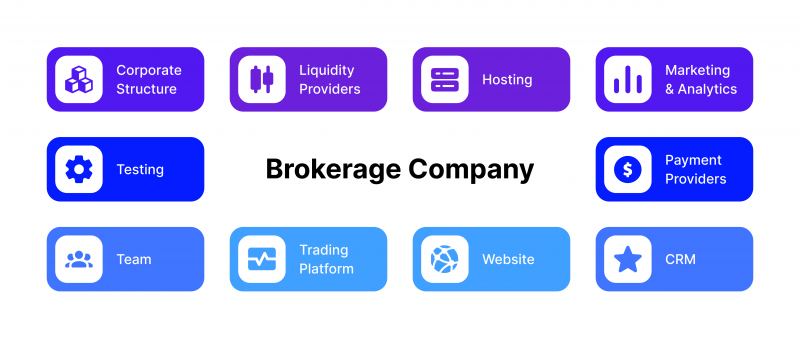 Corporate
Structure
Liquidity
Providers
Hosting
Marketing
& Analytics
Testing
Brokerage Company
Payment
Providers
Team
Trading
Platform
Website
CRM